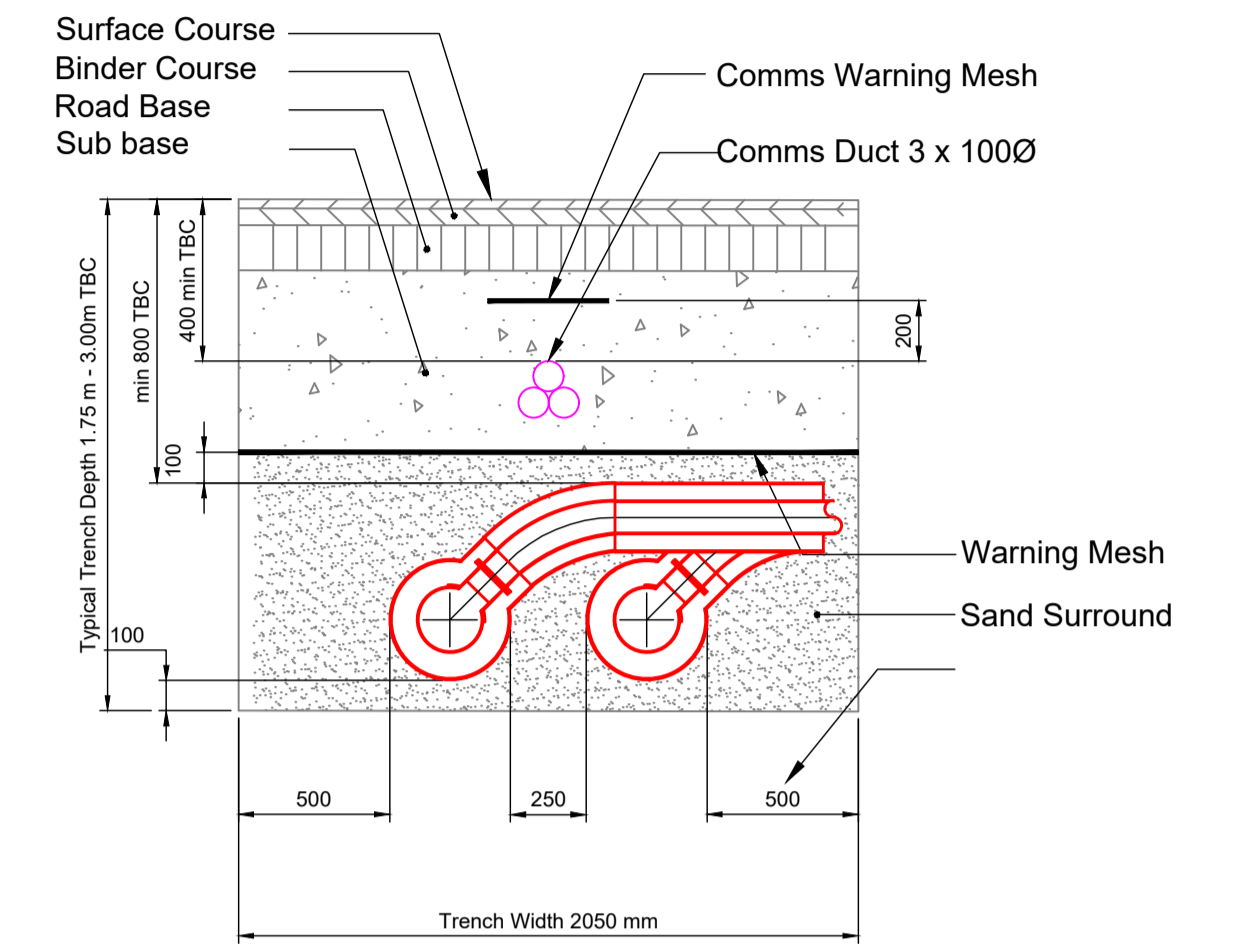 Surface Course
Binder Course
Road Base
Sub base
Comms Warning Mesh
Comms Duct 3 x 100Ø
Typical Trench Depth 1.75 m - 3.00m TBC
min 800 TBC
400 min TBC
200
100
100
Warning Mesh
Sand Surround
500
250
500
Trench Width 2050 mm